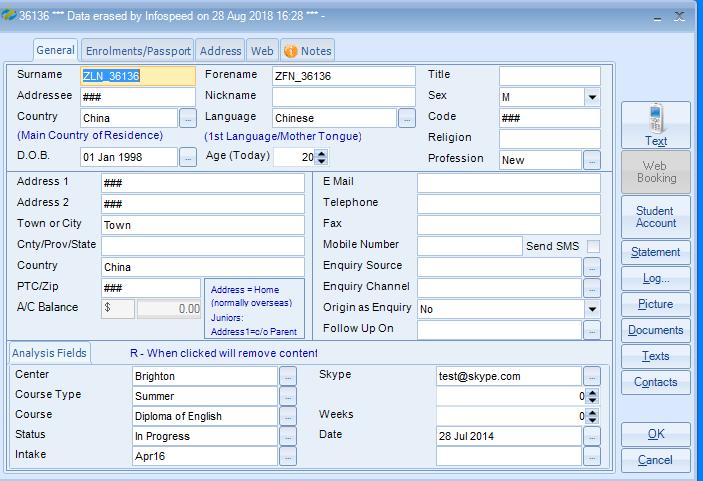 36136 *** Data erased by Infospeed on 28 Aug 2018 16:28 *** -
General Enrolments/Passport Address Web Notes
Surname ZLN_36136 Forename ZFN_36136 Title
Addressee ### Nickname Sex M
Country China ... Language Chinese ... Code ###
(Main Country of Residence) (1st Language/Mother Tongue) Religion
D.O.B. 01 Jan 1998 ... Age (Today) 20 Profession New ...
Address 1 ### E Mail
Address 2 ### Telephone
Town or City Town Fax
Cnty/Prov/State Mobile Number Send SMS
Country China Enquiry Source ...
PTC/Zip ### Address = Home Enquiry Channel ...
(normally overseas)
A/C Balance $ 0.00 Juniors: Origin as Enquiry No
Address1=c/o Parent Follow Up On ...
Analysis Fields R - When clicked will remove content
Center Brighton ... Skype test@skype.com ...
Course Type Summer ... 0
Course Diploma of English ... Weeks 0
Status In Progress ... Date 28 Jul 2014 ...
Intake Apr16 ... ...
Text
Web
Booking
Student
Account
Statement
Log...
Picture
Documents
Texts
Contacts
OK
Cancel